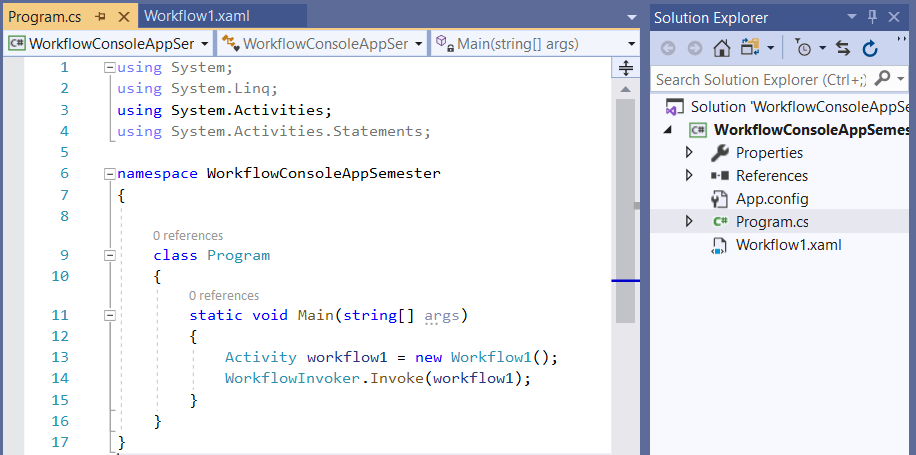 Program.cs
Workflow1.xaml
WorkflowConsoleAppSer
WorkflowConsoleAppSer
Main(string[] args)
1 using System;
2 using System.Linq;
3 using System.Activities;
4 using System.Activities.Statements;
5
6 namespace WorkflowConsoleAppSemester
7 {
8
0 references
9 class Program
10 {
0 references
11 static void Main(string[] args)
12 {
13 Activity workflow1 = new Workflow1();
14 WorkflowInvoker.Invoke(workflow1);
15 }
16 }
17 }
Solution Explorer
Search Solution Explorer (Ctrl+;)
Solution 'WorkflowConsoleAppSe
C# WorkflowConsoleAppSemes
Properties
References
App.config
C# Program.cs
Workflow1.xaml